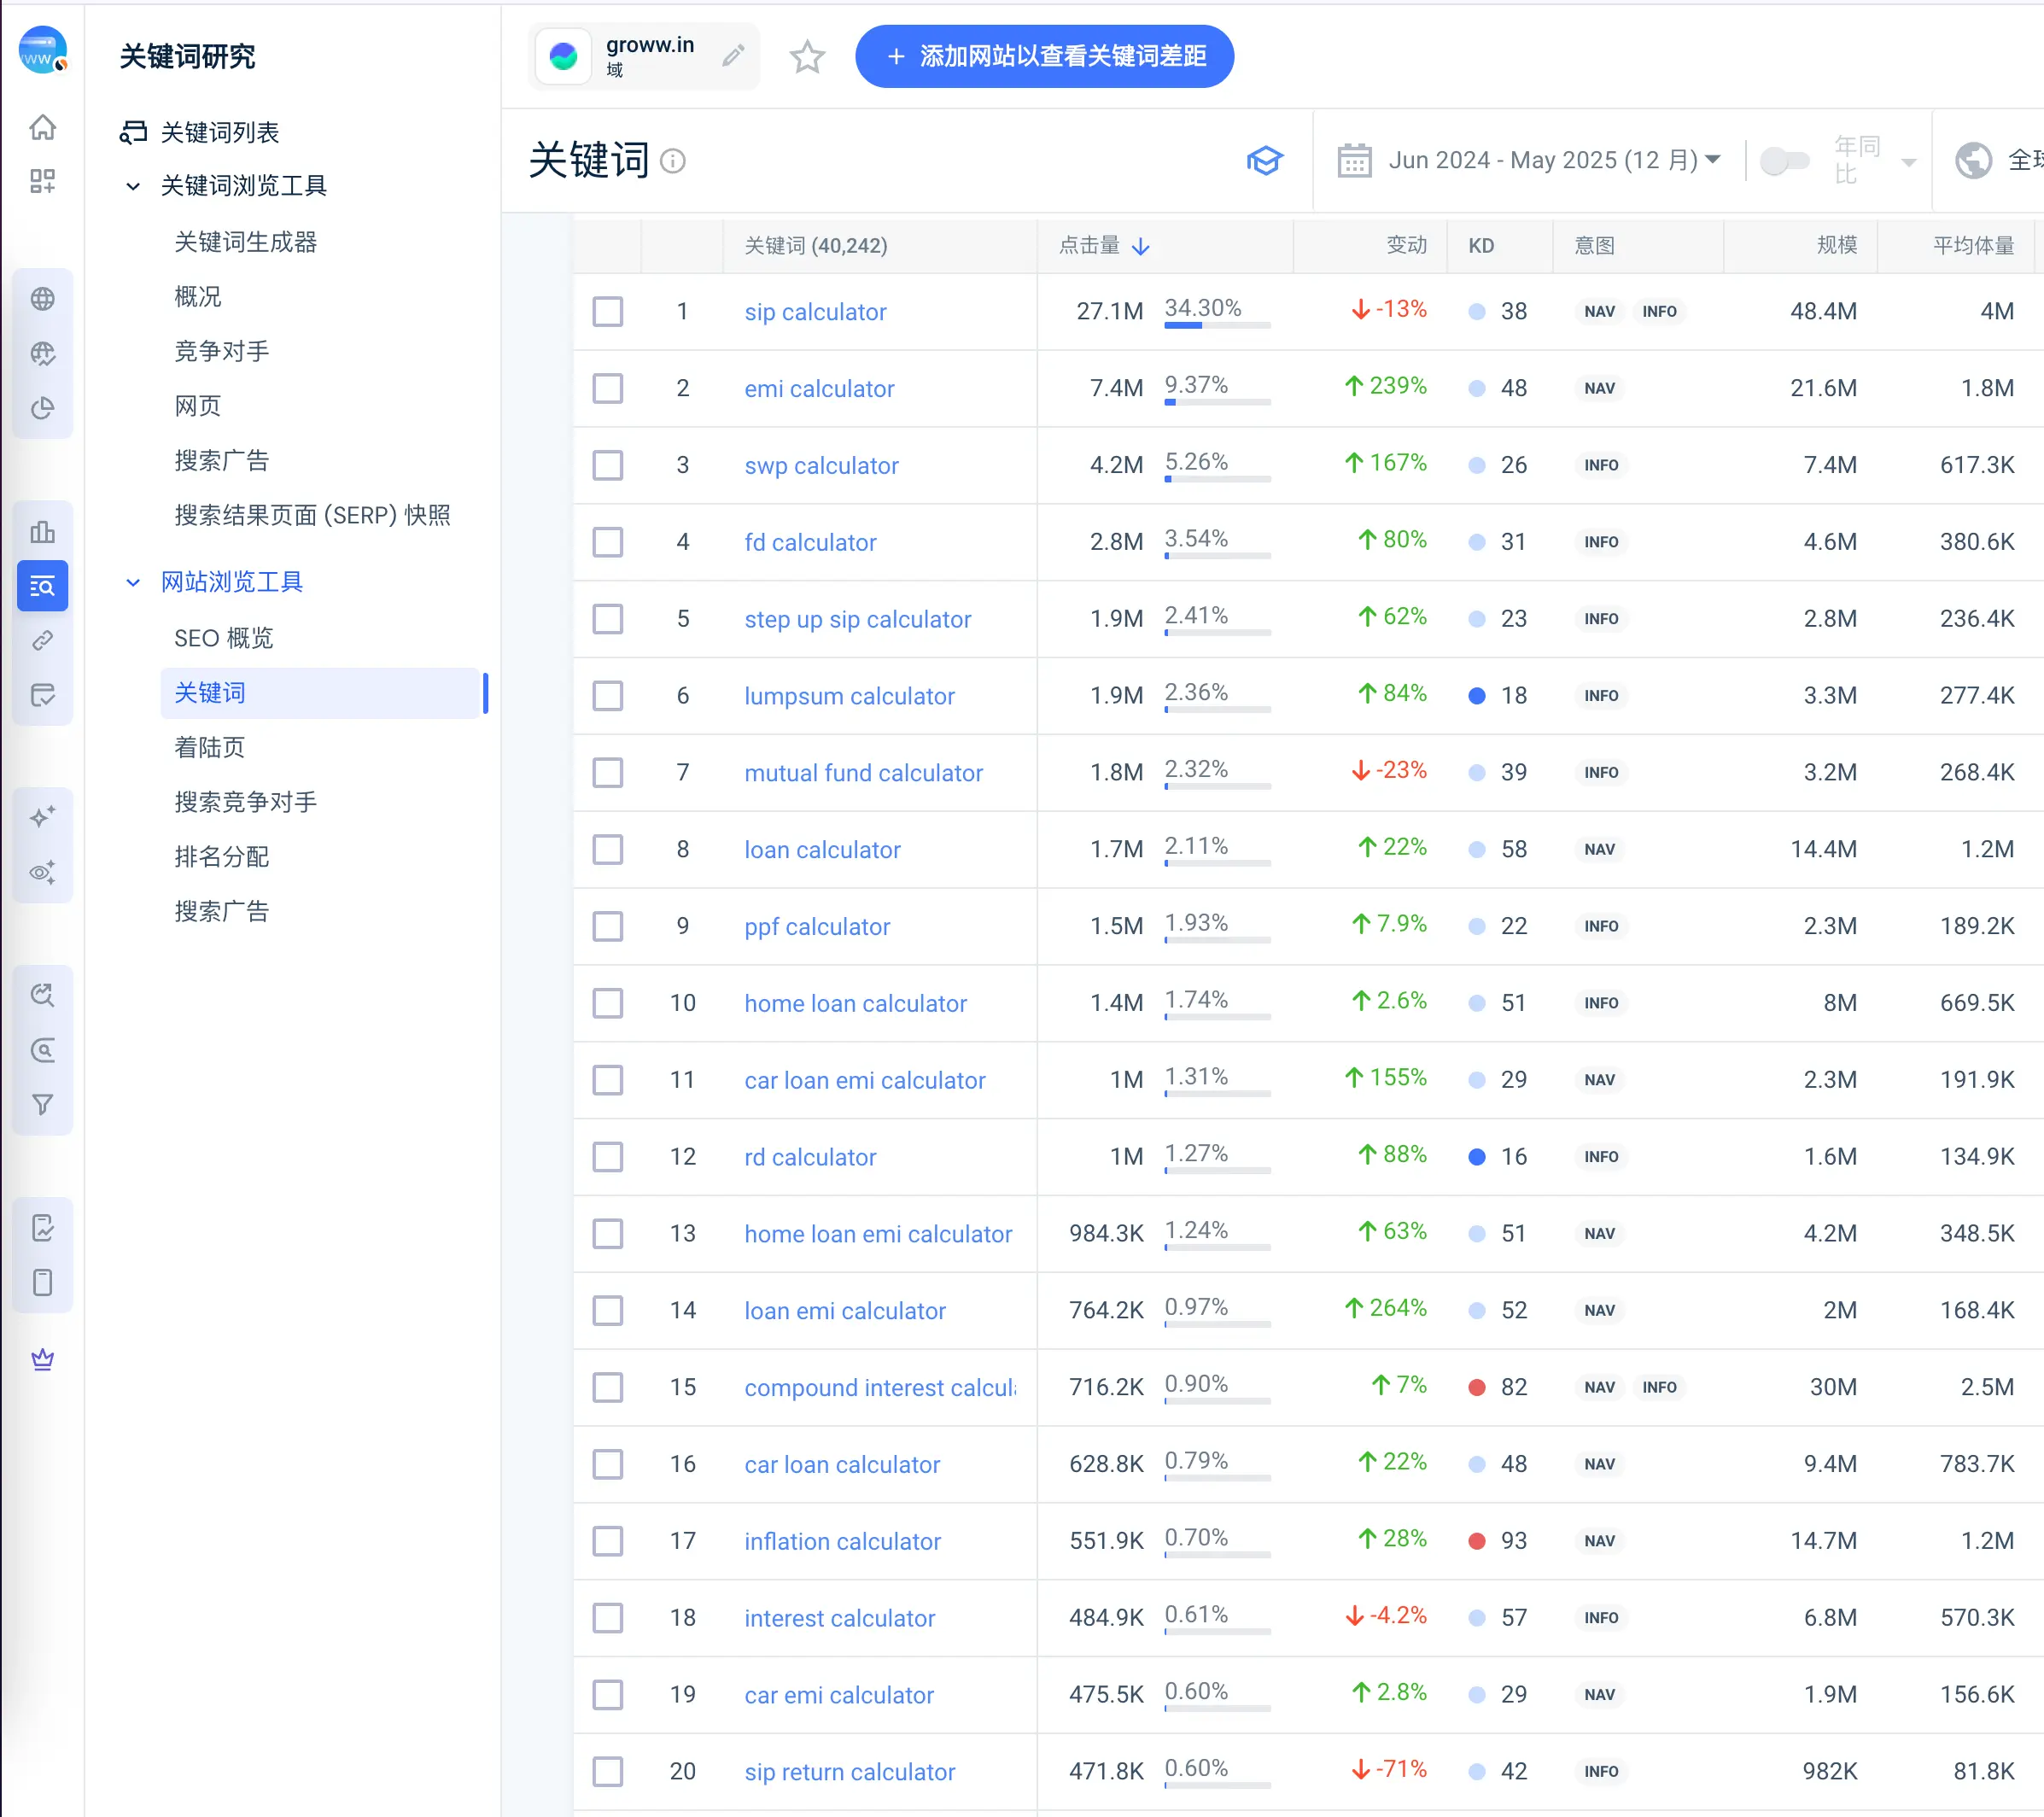 关键词研究
关键词列表
关键词浏览工具
关键词生成器
概况
竞争对手
网页
搜索广告
搜索结果页面 (SERP) 快照
网站浏览工具
SEO 概览
关键词
着陆页
搜索竞争对手
排名分配
搜索广告
groww.in
域
+ 添加网站以查看关键词差距
关键词
Jun 2024 - May 2025 (12 月)
年同比
全球
关键词 (40,242) 点击量 变动 KD 意图 规模 平均体量
1 sip calculator 27.1M 34.30% -13% 38 NAV INFO 48.4M 4M
2 emi calculator 7.4M 9.37% 239% 48 NAV 21.6M 1.8M
3 swp calculator 4.2M 5.26% 167% 26 INFO 7.4M 617.3K
4 fd calculator 2.8M 3.54% 80% 31 INFO 4.6M 380.6K
5 step up sip calculator 1.9M 2.41% 62% 23 INFO 2.8M 236.4K
6 lumpsum calculator 1.9M 2.36% 84% 18 INFO 3.3M 277.4K
7 mutual fund calculator 1.8M 2.32% -23% 39 INFO 3.2M 268.4K
8 loan calculator 1.7M 2.11% 22% 58 NAV 14.4M 1.2M
9 ppf calculator 1.5M 1.93% 7.9% 22 INFO 2.3M 189.2K
10 home loan calculator 1.4M 1.74% 2.6% 51 INFO 8M 669.5K
11 car loan emi calculator 1M 1.31% 155% 29 NAV 2.3M 191.9K
12 rd calculator 1M 1.27% 88% 16 INFO 1.6M 134.9K
13 home loan emi calculator 984.3K 1.24% 63% 51 NAV 4.2M 348.5K
14 loan emi calculator 764.2K 0.97% 264% 52 NAV 2M 168.4K
15 compound interest calcul 716.2K 0.90% 7% 82 NAV INFO 30M 2.5M
16 car loan calculator 628.8K 0.79% 22% 48 NAV 9.4M 783.7K
17 inflation calculator 551.9K 0.70% 28% 93 NAV 14.7M 1.2M
18 interest calculator 484.9K 0.61% -4.2% 57 INFO 6.8M 570.3K
19 car emi calculator 475.5K 0.60% 2.8% 29 NAV 1.9M 156.6K
20 sip return calculator 471.8K 0.60% -71% 42 INFO 982K 81.8K